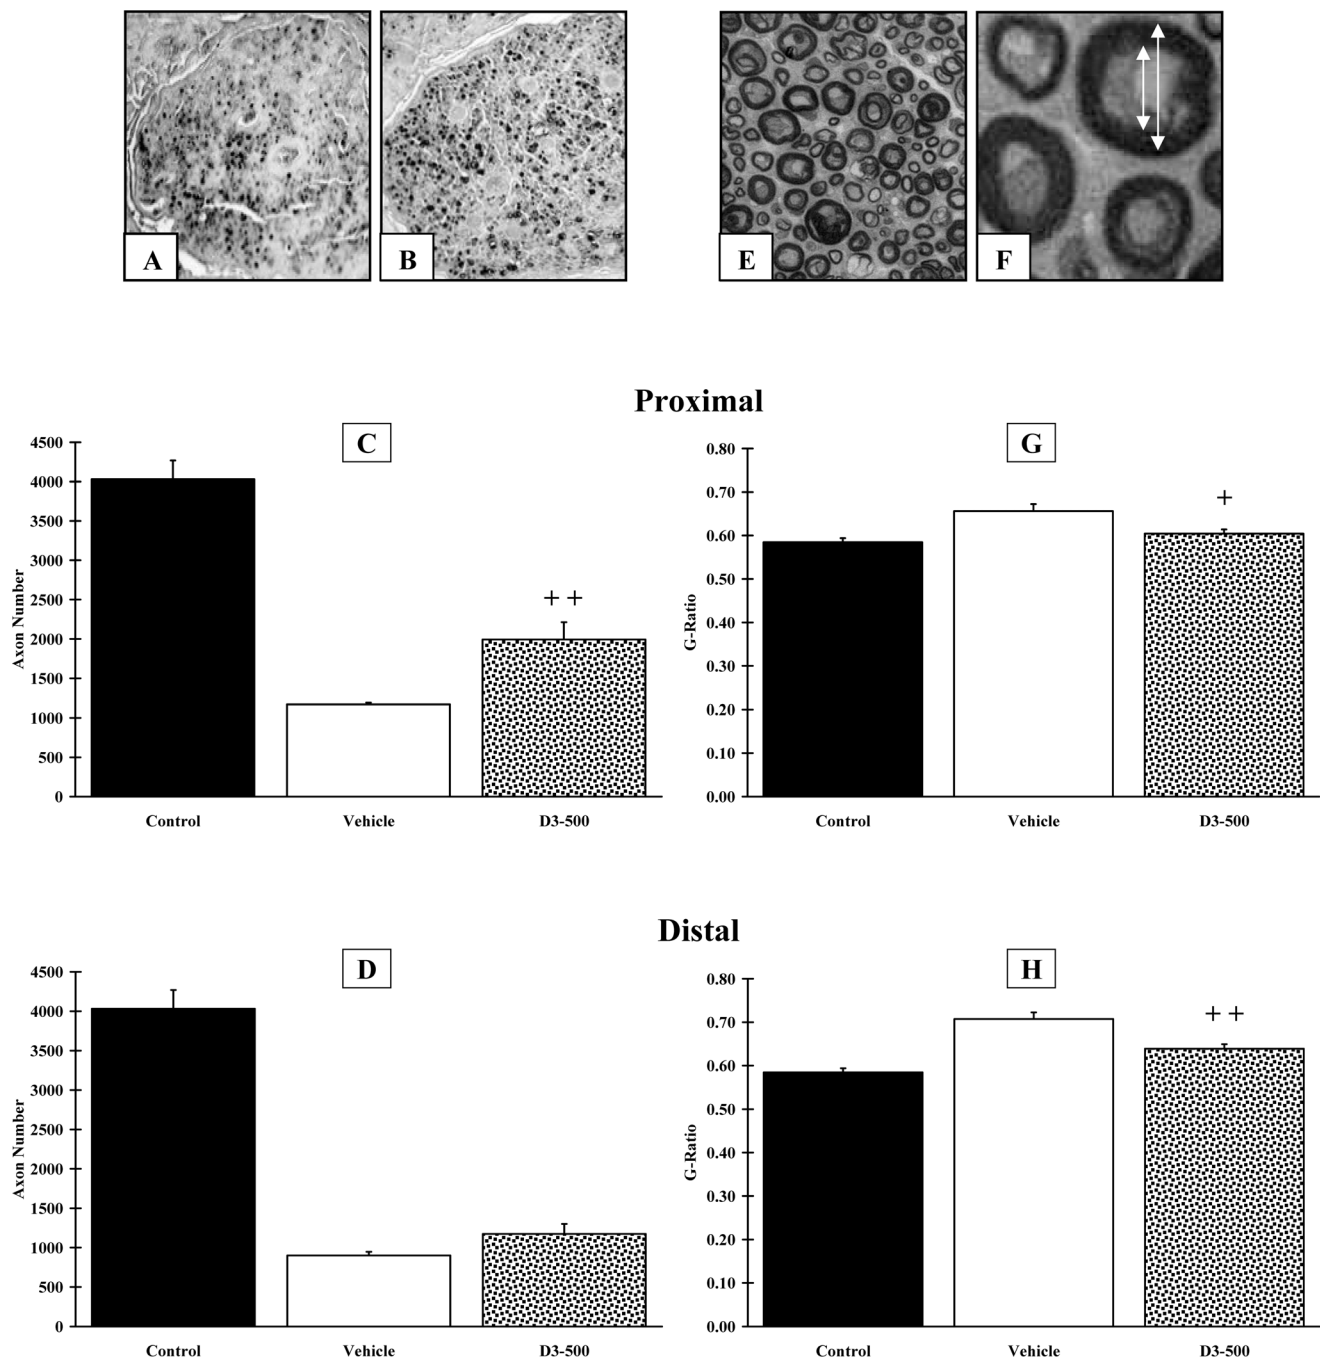 A
B
E
F
Proximal
C
4500
4000
3500
3000
2500
2000
1500
1000
500
0
Axon Number
+ +
Control
Vehicle
D3-500
G
0.80
0.70
0.60
0.50
0.40
0.30
0.20
0.10
0.00
G-Ratio
+
Control
Vehicle
D3-500
Distal
D
4500
4000
3500
3000
2500
2000
1500
1000
500
0
Axon Number
Control
Vehicle
D3-500
H
0.80
0.70
0.60
0.50
0.40
0.30
0.20
0.10
0.00
G-Ratio
+ +
Control
Vehicle
D3-500